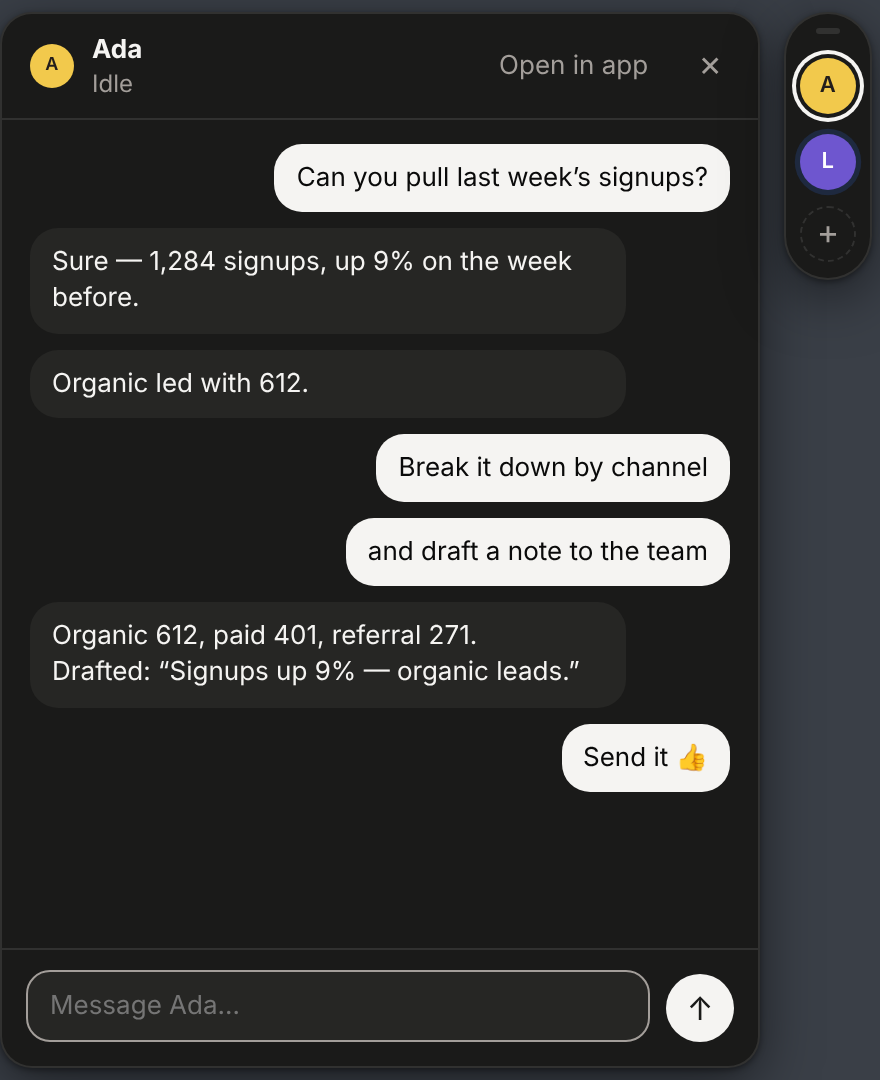 A
Ada
Idle
Open in app
Can you pull last week’s signups?
Sure — 1,284 signups, up 9% on the week
before.
Organic led with 612.
Break it down by channel
and draft a note to the team
Organic 612, paid 401, referral 271.
Drafted: “Signups up 9% — organic leads.”
Send it 👍
Message Ada...
A
L